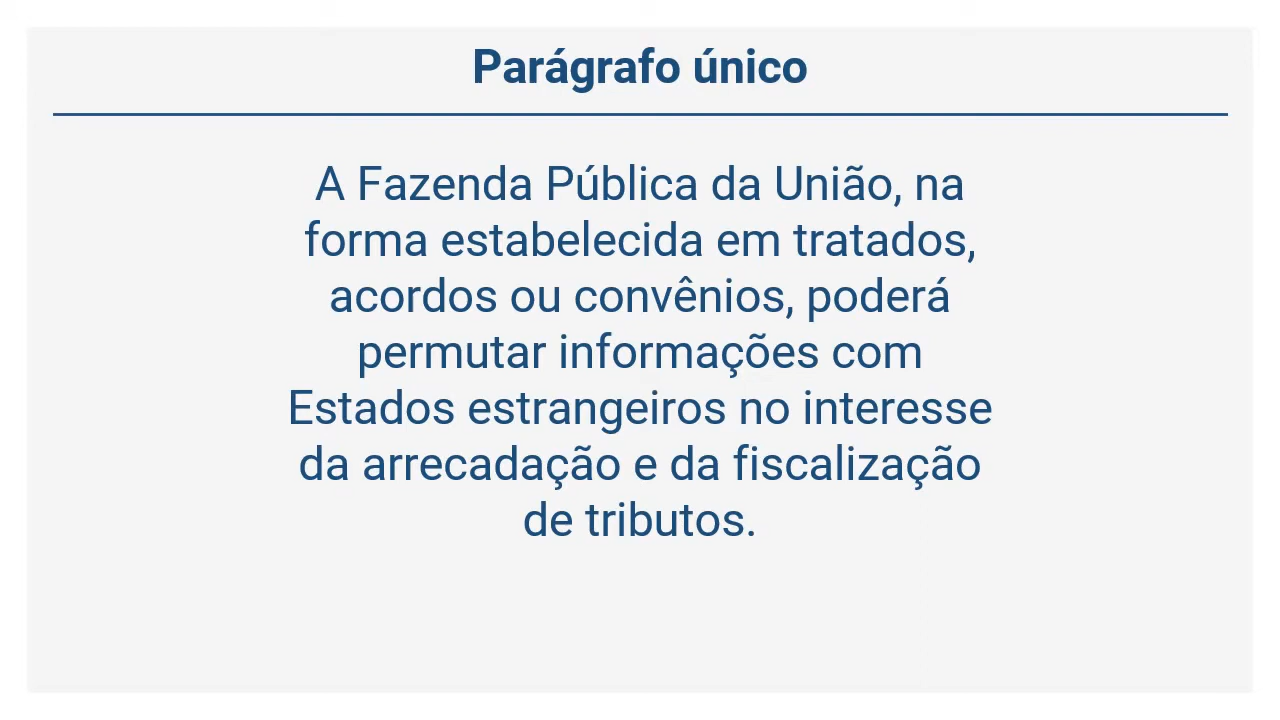 Parágrafo único
A Fazenda Pública da União, na
forma estabelecida em tratados,
acordos ou convênios, poderá
permutar informações com
Estados estrangeiros no interesse
da arrecadação e da fiscalização
de tributos.